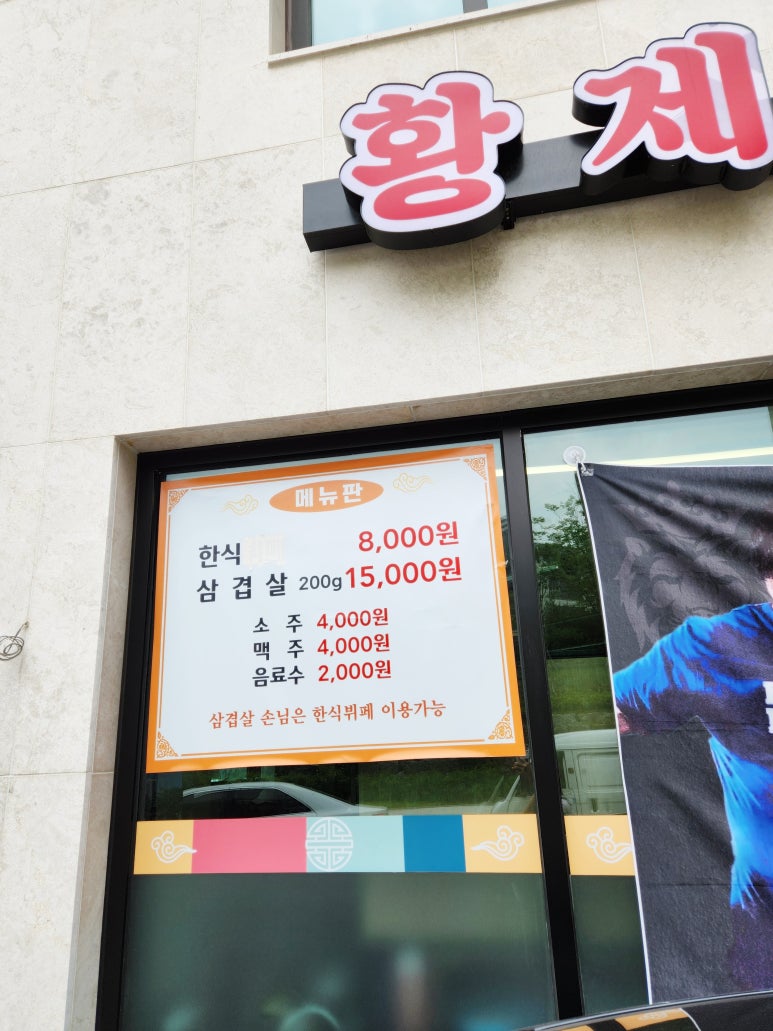 황제
메뉴판
한식 8,000원
삼겹살 200g 15,000원
소주 4,000원
맥주 4,000원
음료수 2,000원
삼겹살 손님은 한식뷔페 이용가능